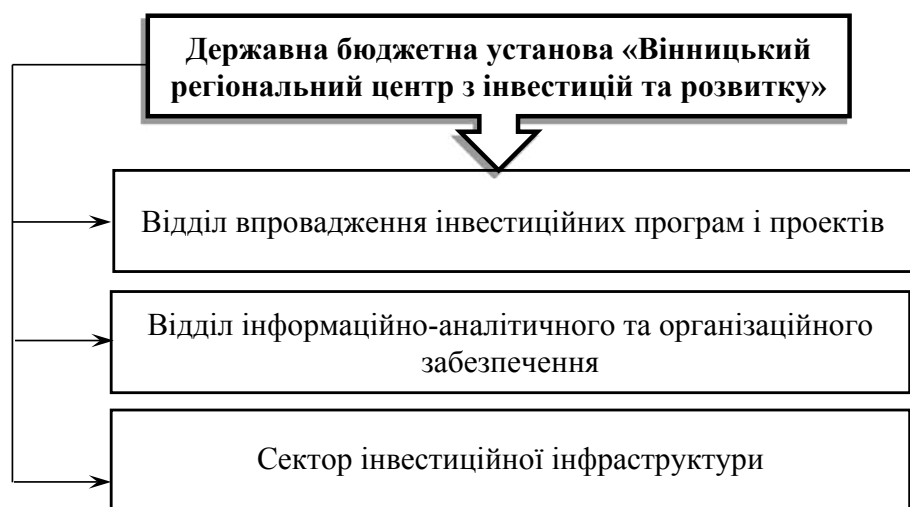 Державна бюджетна установа «Вінницький
регіональний центр з інвестицій та розвитку»
Відділ впровадження інвестиційних програм і проектів
Відділ інформаційно-аналітичного та організаційного
забезпечення
Сектор інвестиційної інфраструктури